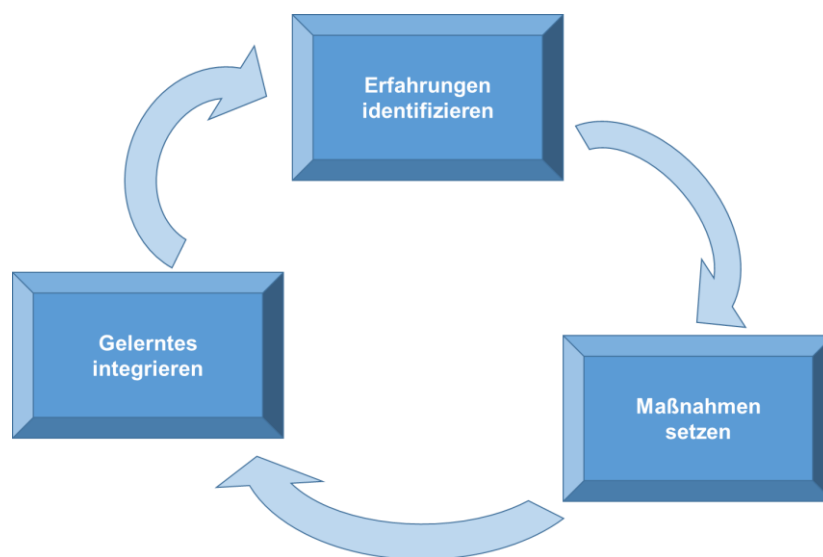 Erfahrungen
identifizieren
Gelerntes
integrieren
Maßnahmen
setzen